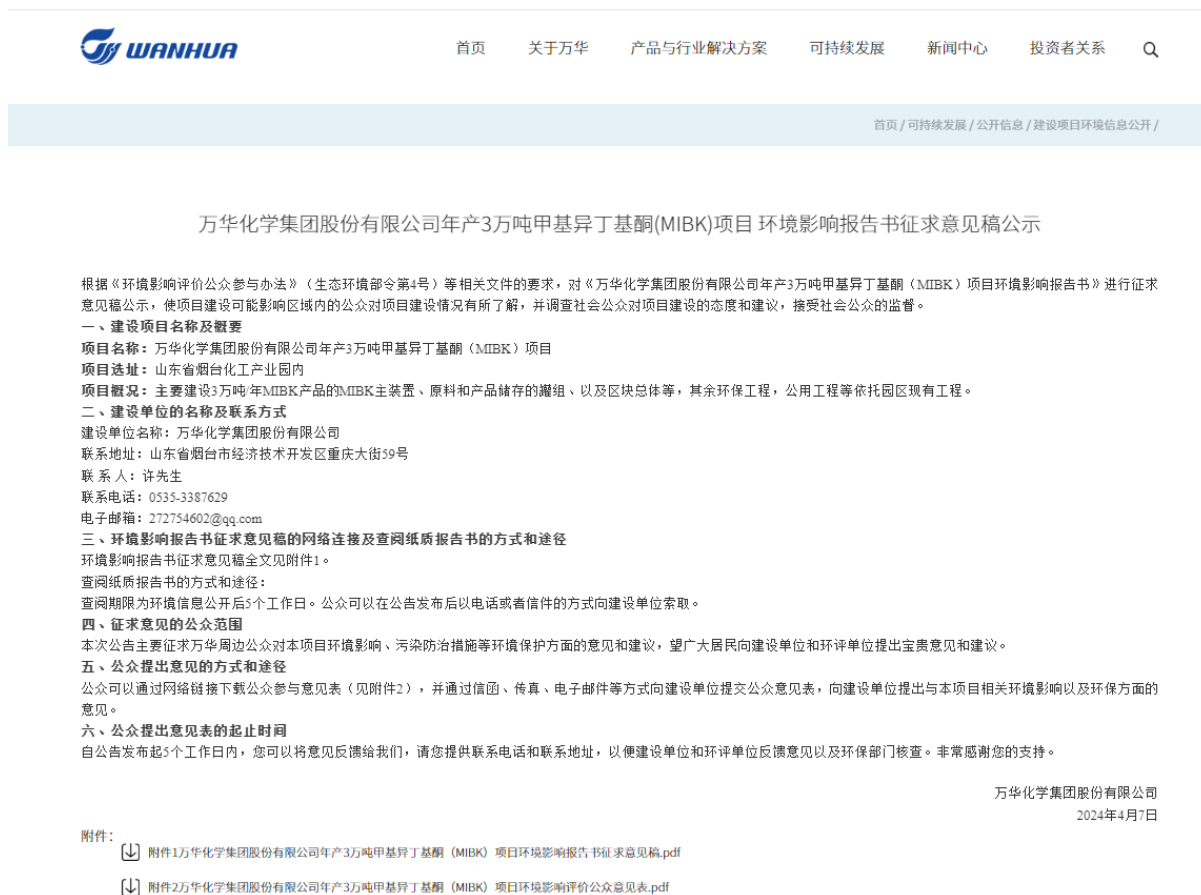 WANHUA
首页 关于万华 产品与行业解决方案 可持续发展 新闻中心 投资者关系
首页 / 可持续发展 / 公开信息 / 建设项目环境信息公开 /
万华化学集团股份有限公司年产3万吨甲基异丁基酮(MIBK)项目 环境影响报告书征求意见稿公示
根据《环境影响评价公众参与办法》（生态环境部令第4号）等相关文件的要求，对《万华化学集团股份有限公司年产3万吨甲基异丁基酮（MIBK）项目环境影响报告书》进行征求
意见稿公示，使项目建设可能影响区域内的公众对项目建设情况有所了解，并调查社会公众对项目建设的态度和建议，接受社会公众的监督。
一、建设项目名称及概要
项目名称：万华化学集团股份有限公司年产3万吨甲基异丁基酮（MIBK）项目
项目选址：山东省烟台化工产业园内
项目概况：主要建设3万吨/年MIBK产品的MIBK主装置、原料和产品储存的罐组、以及区块总体等，其余环保工程，公用工程等依托园区现有工程。
二、建设单位的名称及联系方式
建设单位名称：万华化学集团股份有限公司
联系地址：山东省烟台市经济技术开发区重庆大街59号
联 系 人：许先生
联系电话：0535-3387629
电子邮箱：272754602@qq.com
三、环境影响报告书征求意见稿的网络连接及查阅纸质报告书的方式和途径
环境影响报告书征求意见稿全文见附件1。
查阅纸质报告书的方式和途径：
查阅期限为环境信息公开后5个工作日。公众可以在公告发布后以电话或者信件的方式向建设单位索取。
四、征求意见的公众范围
本次公告主要征求万华周边公众对本项目环境影响、污染防治措施等环境保护方面的意见和建议，望广大居民向建设单位和环评单位提出宝贵意见和建议。
五、公众提出意见的方式和途径
公众可以通过网络链接下载公众参与意见表（见附件2），并通过信函、传真、电子邮件等方式向建设单位提交公众意见表，向建设单位提出与本项目相关环境影响以及环保方面的
意见。
六、公众提出意见表的起止时间
自公告发布起5个工作日内，您可以将意见反馈给我们，请您提供联系电话和联系地址，以便建设单位和环评单位反馈意见以及环保部门核查。非常感谢您的支持。
万华化学集团股份有限公司
2024年4月7日
附件：
附件1万华化学集团股份有限公司年产3万吨甲基异丁基酮（MIBK）项目环境影响报告书征求意见稿.pdf
附件2万华化学集团股份有限公司年产3万吨甲基异丁基酮（MIBK）项目环境影响评价公众意见表.pdf